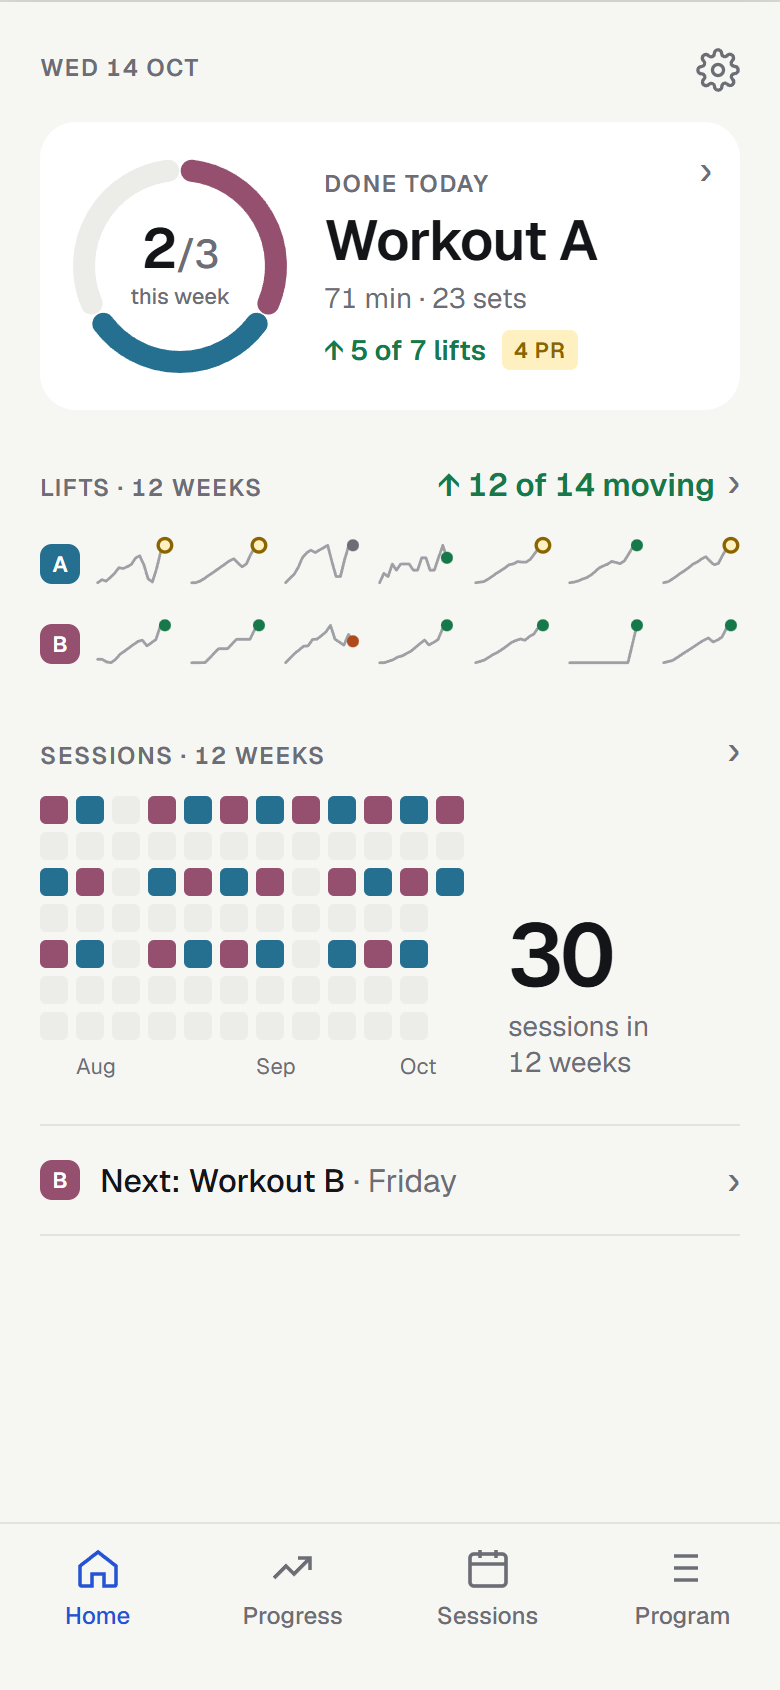 WED 14 OCT
2/3
this week
DONE TODAY
Workout A
71 min · 23 sets
↑ 5 of 7 lifts 4 PR
LIFTS · 12 WEEKS ↑ 12 of 14 moving
A
B
SESSIONS · 12 WEEKS
30
sessions in
12 weeks
Aug Sep Oct
B Next: Workout B · Friday
Home Progress Sessions Program